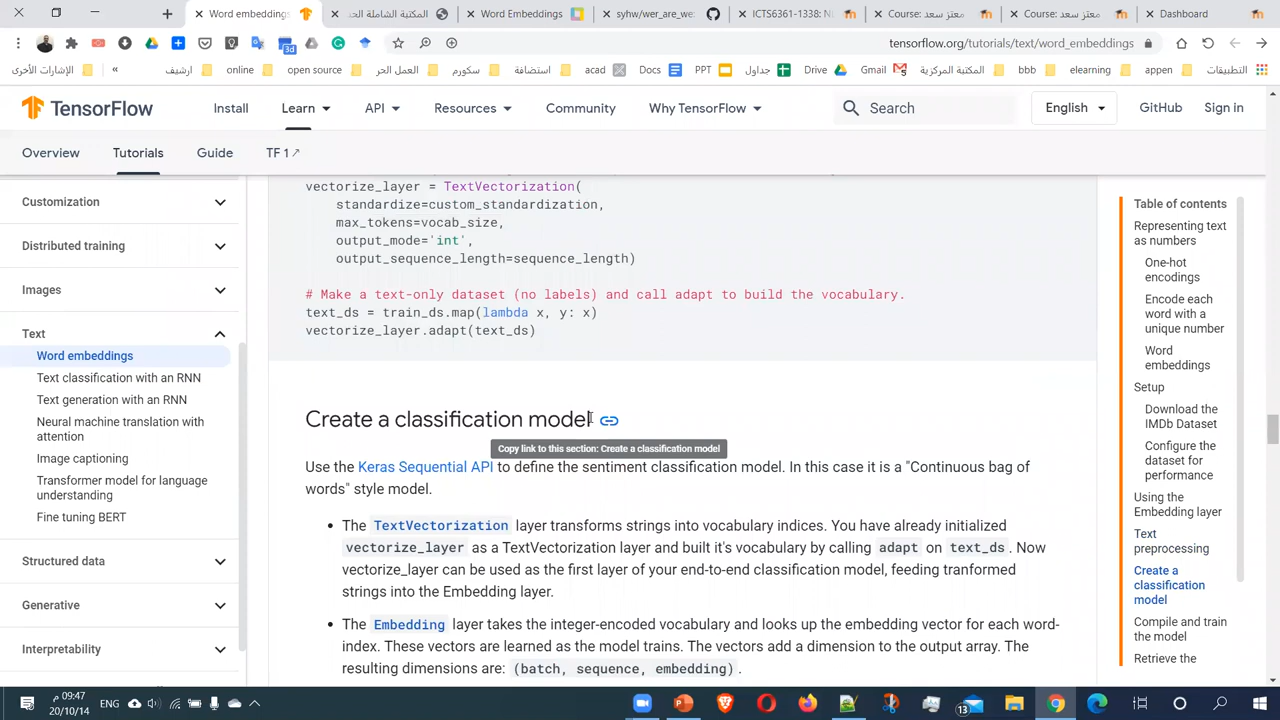 Word embeddings
المكتبة الشاملة الحد
Word Embeddings
syhw/wer_are_we:
ICTS6361-1338: NL
Course: معتز سعد
Course: معتز سعد
Dashboard
tensorflow.org/tutorials/text/word_embeddings
الإشارات الأخرى
»
ارشيف
online
open source
العمل الحر
سكورم
استضافة
acad
Docs
PPT
جداول
Drive
Gmail
المكتبة المركزية
bbb
elearning
appen
التطبيقات
TensorFlow
Install
Learn
API
Resources
Community
Why TensorFlow
Search
English
GitHub
Sign in
Overview
Tutorials
Guide
TF 1
Customization
Distributed training
Images
Text
Word embeddings
Text classification with an RNN
Text generation with an RNN
Neural machine translation with
attention
Image captioning
Transformer model for language
understanding
Fine tuning BERT
Structured data
Generative
Interpretability
vectorize_layer = TextVectorization(
standardize=custom_standardization,
max_tokens=vocab_size,
output_mode='int',
output_sequence_length=sequence_length)
# Make a text-only dataset (no labels) and call adapt to build the vocabulary.
text_ds = train_ds.map(lambda x, y: x)
vectorize_layer.adapt(text_ds)
Create a classification model
Copy link to this section: Create a classification model
Use the Keras Sequential API to define the sentiment classification model. In this case it is a "Continuous bag of
words" style model.
• The TextVectorization layer transforms strings into vocabulary indices. You have already initialized
vectorize_layer as a TextVectorization layer and built it's vocabulary by calling adapt on text_ds. Now
vectorize_layer can be used as the first layer of your end-to-end classification model, feeding tranformed
strings into the Embedding layer.
• The Embedding layer takes the integer-encoded vocabulary and looks up the embedding vector for each word-
index. These vectors are learned as the model trains. The vectors add a dimension to the output array. The
resulting dimensions are: (batch, sequence, embedding).
Table of contents
Representing text
as numbers
One-hot
encodings
Encode each
word with a
unique number
Word
embeddings
Setup
Download the
IMDb Dataset
Configure the
dataset for
performance
Using the
Embedding layer
Text
preprocessing
Create a
classification
model
Compile and train
the model
Retrieve the
09:47 م
20/10/14
ENG
13